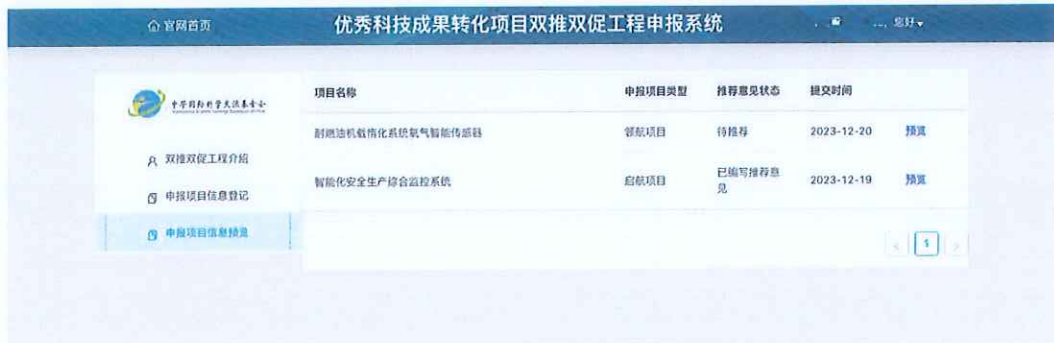 官网首页
优秀科技成果转化项目双推双促工程申报系统
您好
中华国际科学交流基金会
双推双促工程介绍
申报项目信息登记
申报项目信息预览
项目名称 申报项目类型 推荐意见状态 提交时间
耐燃油机载惰化系统氧气智能传感器 领航项目 待推荐 2023-12-20 预览
智能化安全生产综合监控系统 启航项目 已编写推荐意见 2023-12-19 预览
< 1 >